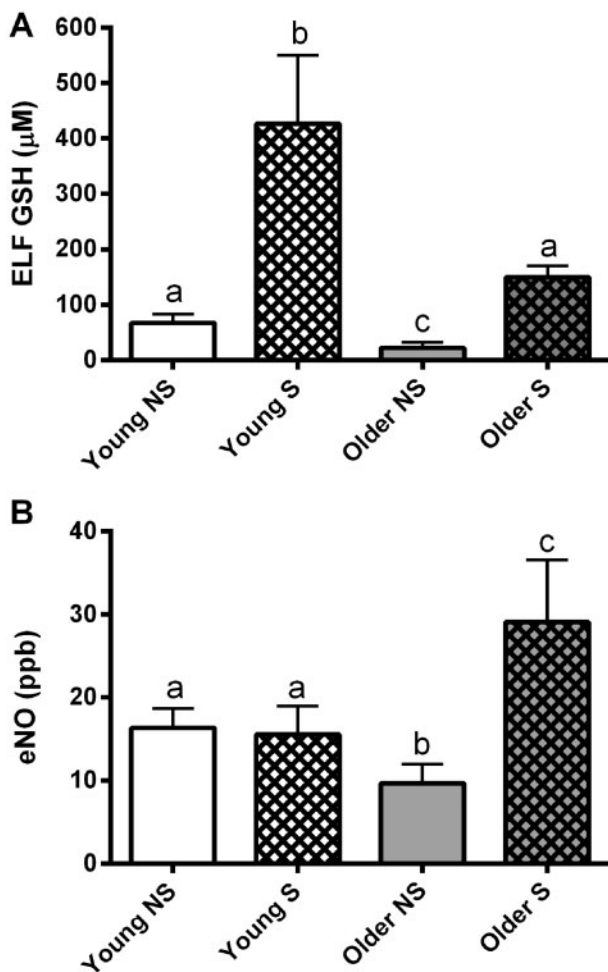 A
ELF GSH (μM)
600
500
400
300
200
100
0
a
b
c
a
Young NS
Young S
Older NS
Older S
B
eNO (ppb)
40
30
20
10
0
a
a
b
c
Young NS
Young S
Older NS
Older S